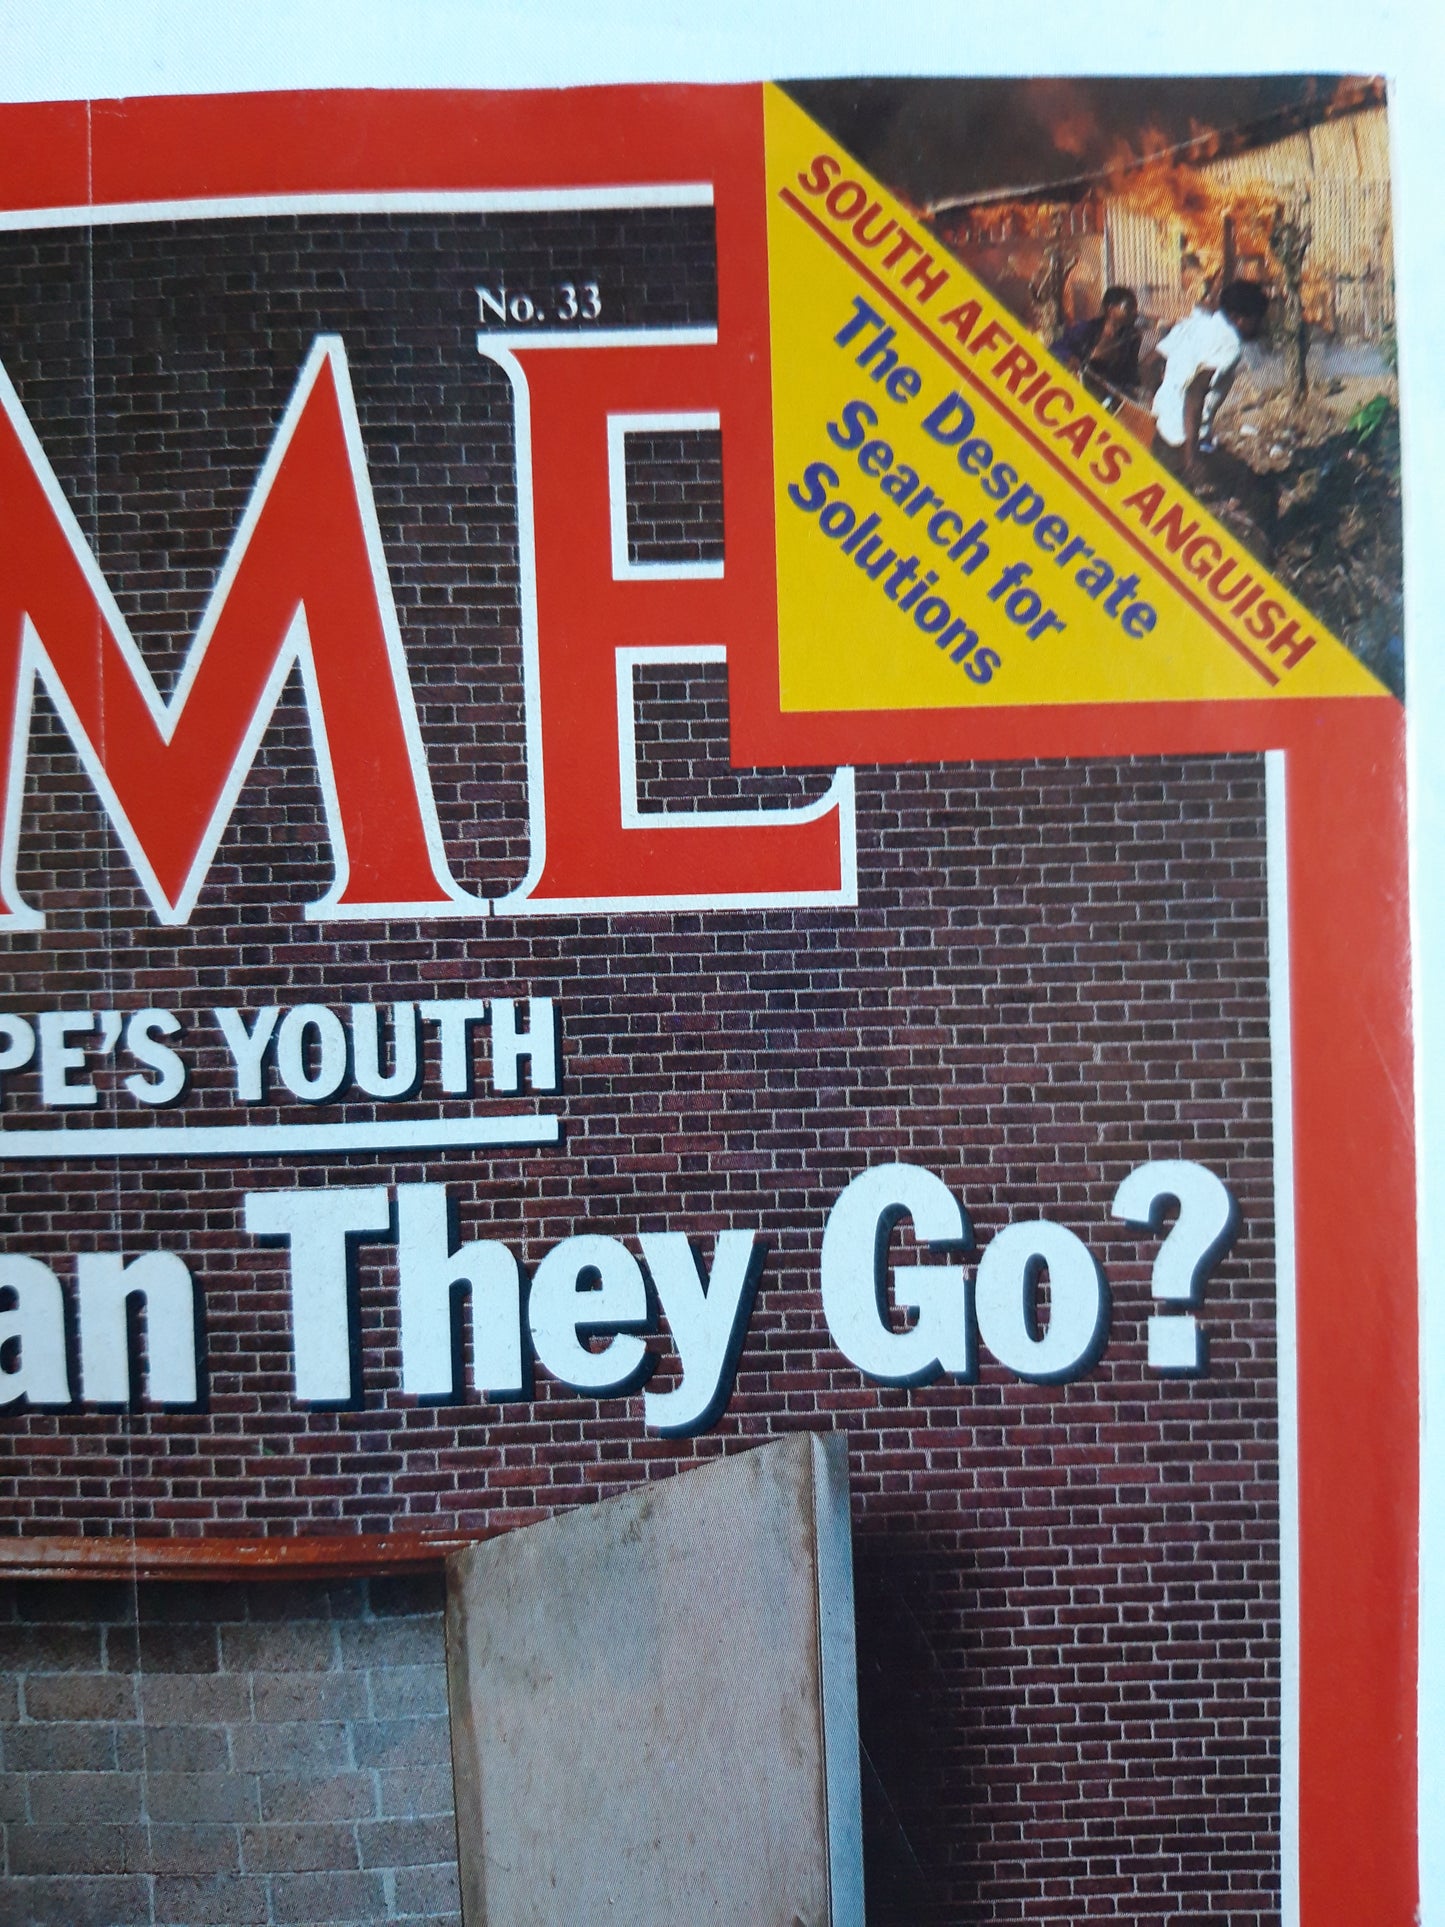 SOUTH AFRICA'S ANGUISH
The Desperate
Search for
Solutions
No. 33
ME
PE'S YOUTH
an They Go?